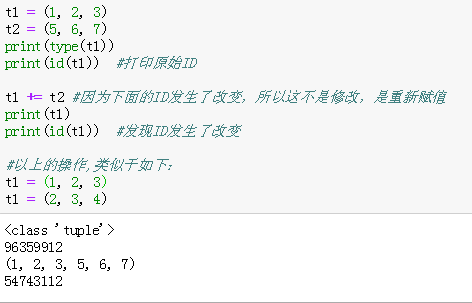 t1 = (1, 2, 3)
t2 = (5, 6, 7)
print(type(t1))
print(id(t1))  #打印原始ID
t1 += t2 #因为下面的ID发生了改变，所以这不是修改，是重新赋值
print(t1)
print(id(t1))  #发现ID发生了改变
#以上的操作,类似于如下：
t1 = (1, 2, 3)
t1 = (2, 3, 4)
<class 'tuple'>
96359912
(1, 2, 3, 5, 6, 7)
54743112